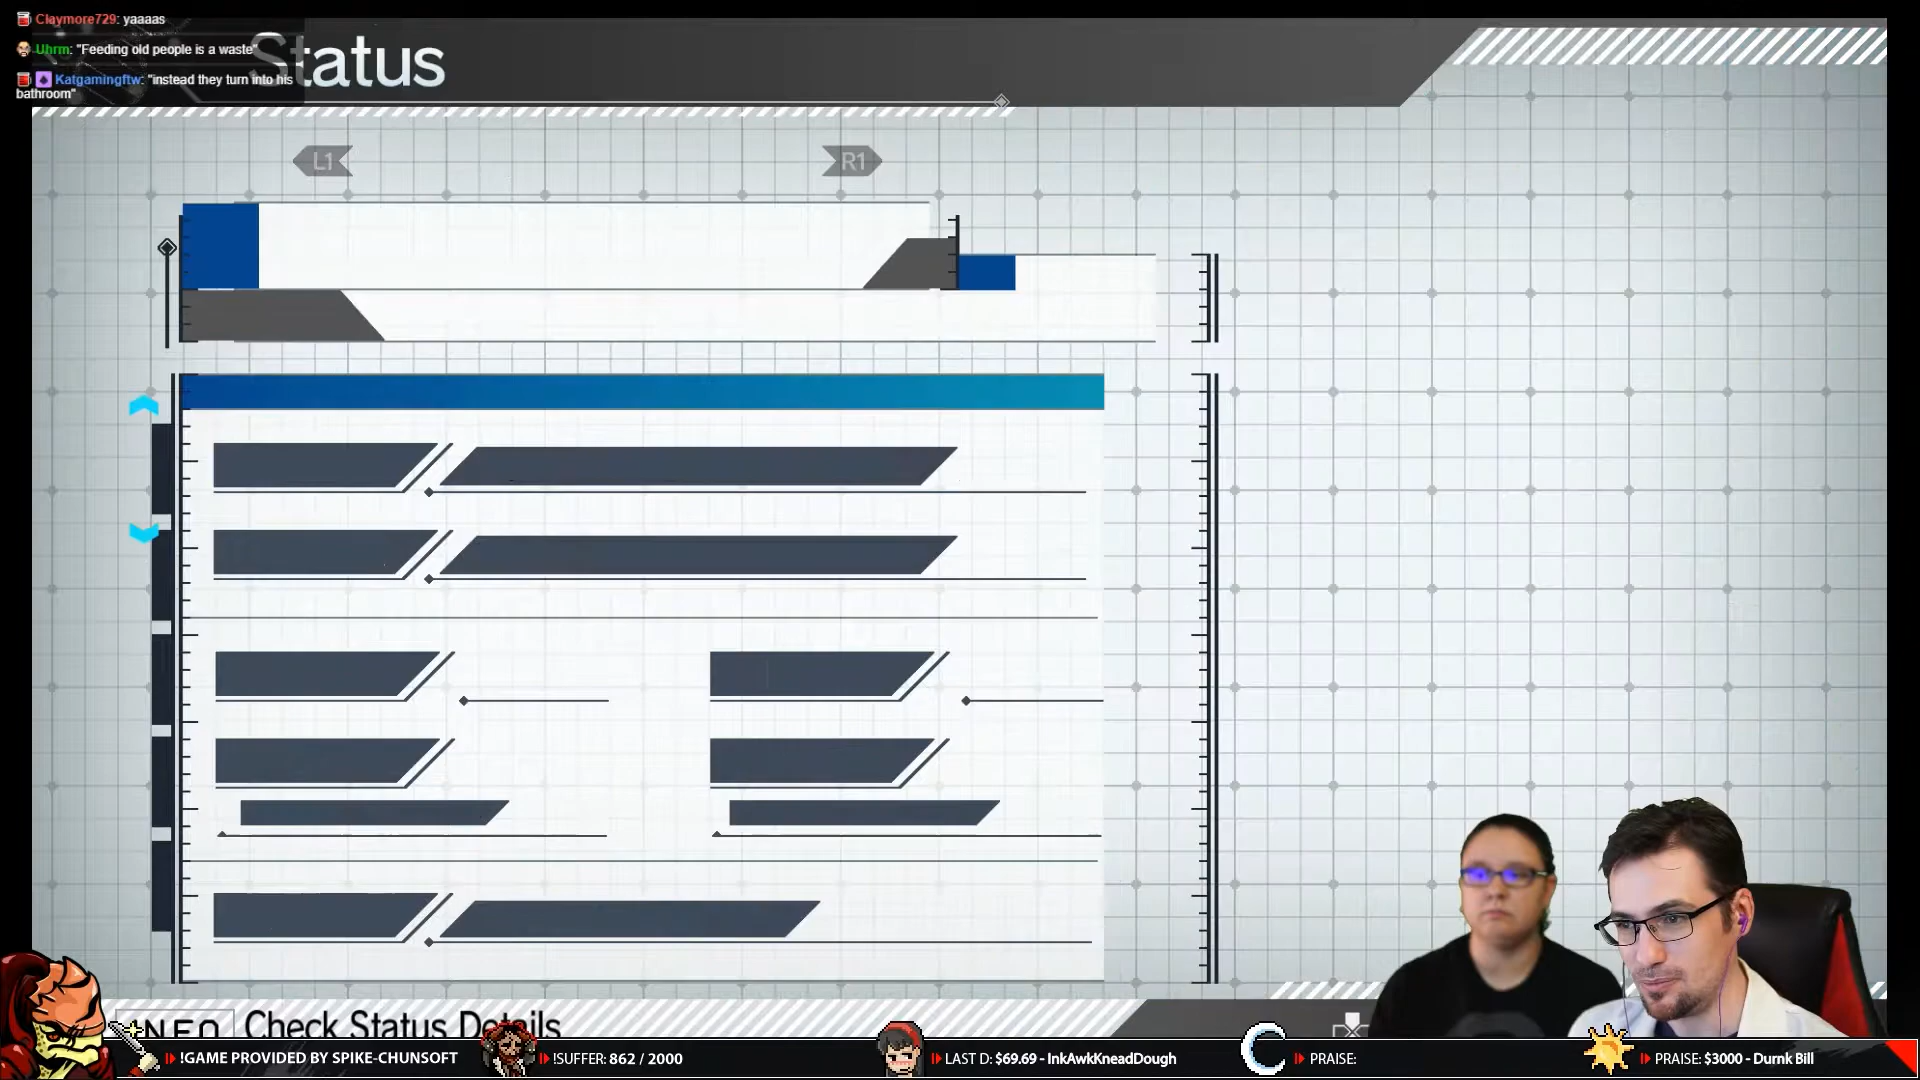 Claymore729: yaaaas
Uhrm: "Feeding old people is a waste"
Katgamingftw: "instead they turn into his
bathroom"
Status
L1
R1
NEO
Check Status Details
!GAME PROVIDED BY SPIKE-CHUNSOFT
!SUFFER: 862 / 2000
LAST D: $69.69 - InkAwkKneadDough
PRAISE:
PRAISE: $3000 - Durnk Bill